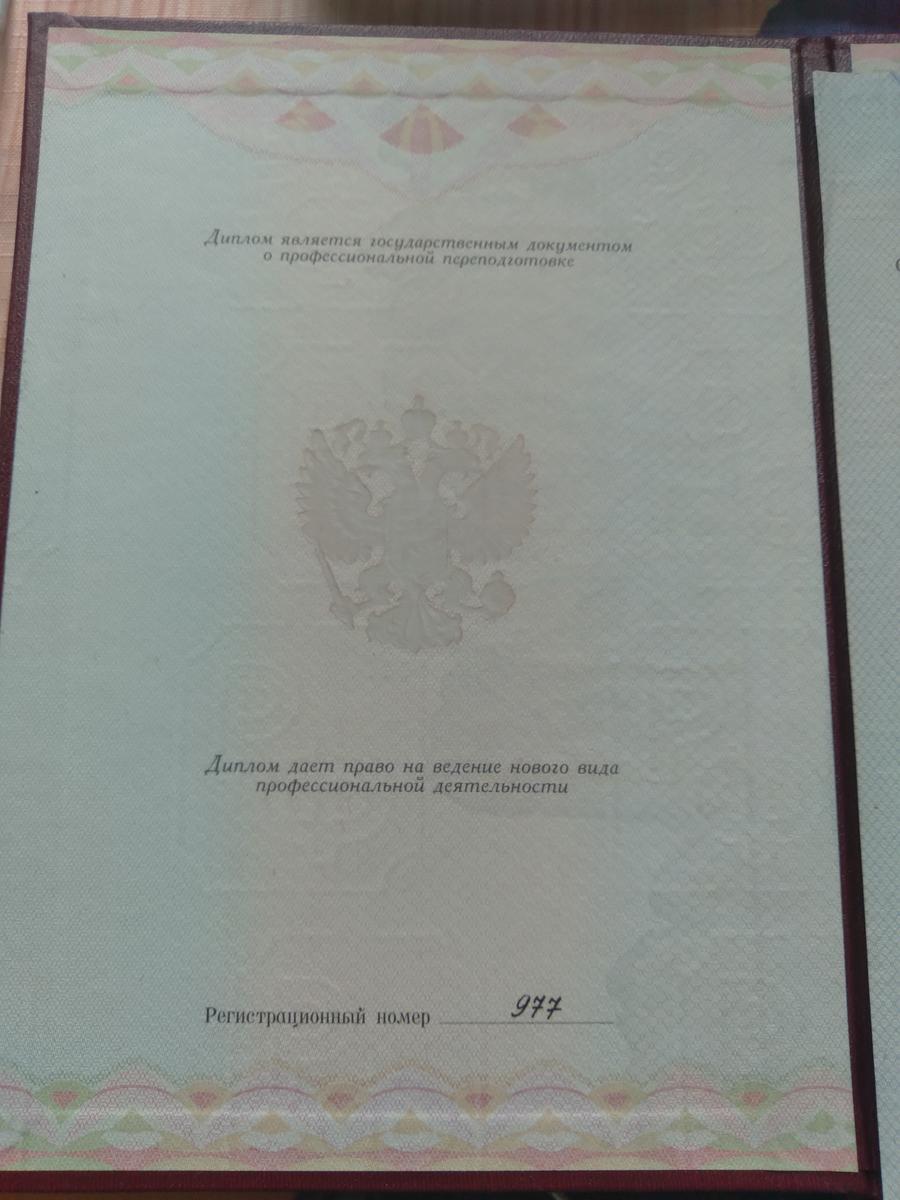 Диплом является государственным документом
о профессиональной переподготовке
Диплом дает право на ведение нового вида
профессиональной деятельности
Регистрационный номер 977